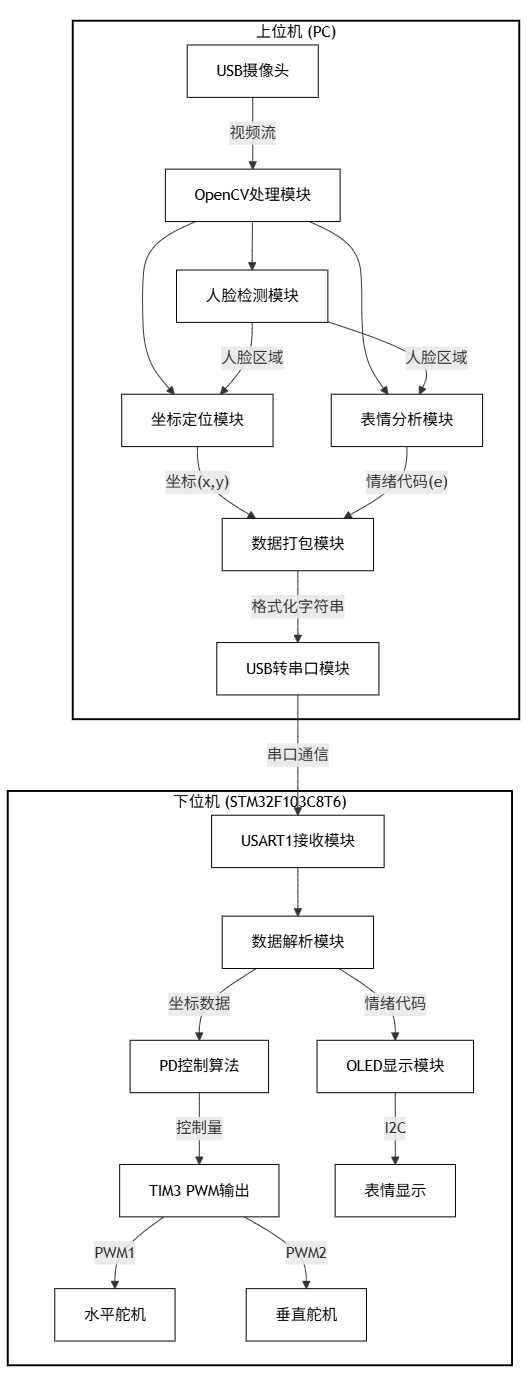 上位机 (PC)
USB摄像头
视频流
OpenCV处理模块
人脸检测模块
人脸区域
人脸区域
坐标定位模块
表情分析模块
坐标(x,y)
情绪代码(e)
数据打包模块
格式化字符串
USB转串口模块
串口通信
下位机 (STM32F103C8T6)
USART1接收模块
数据解析模块
坐标数据
情绪代码
PD控制算法
OLED显示模块
控制量
I2C
TIM3 PWM输出
表情显示
PWM1
PWM2
水平舵机
垂直舵机